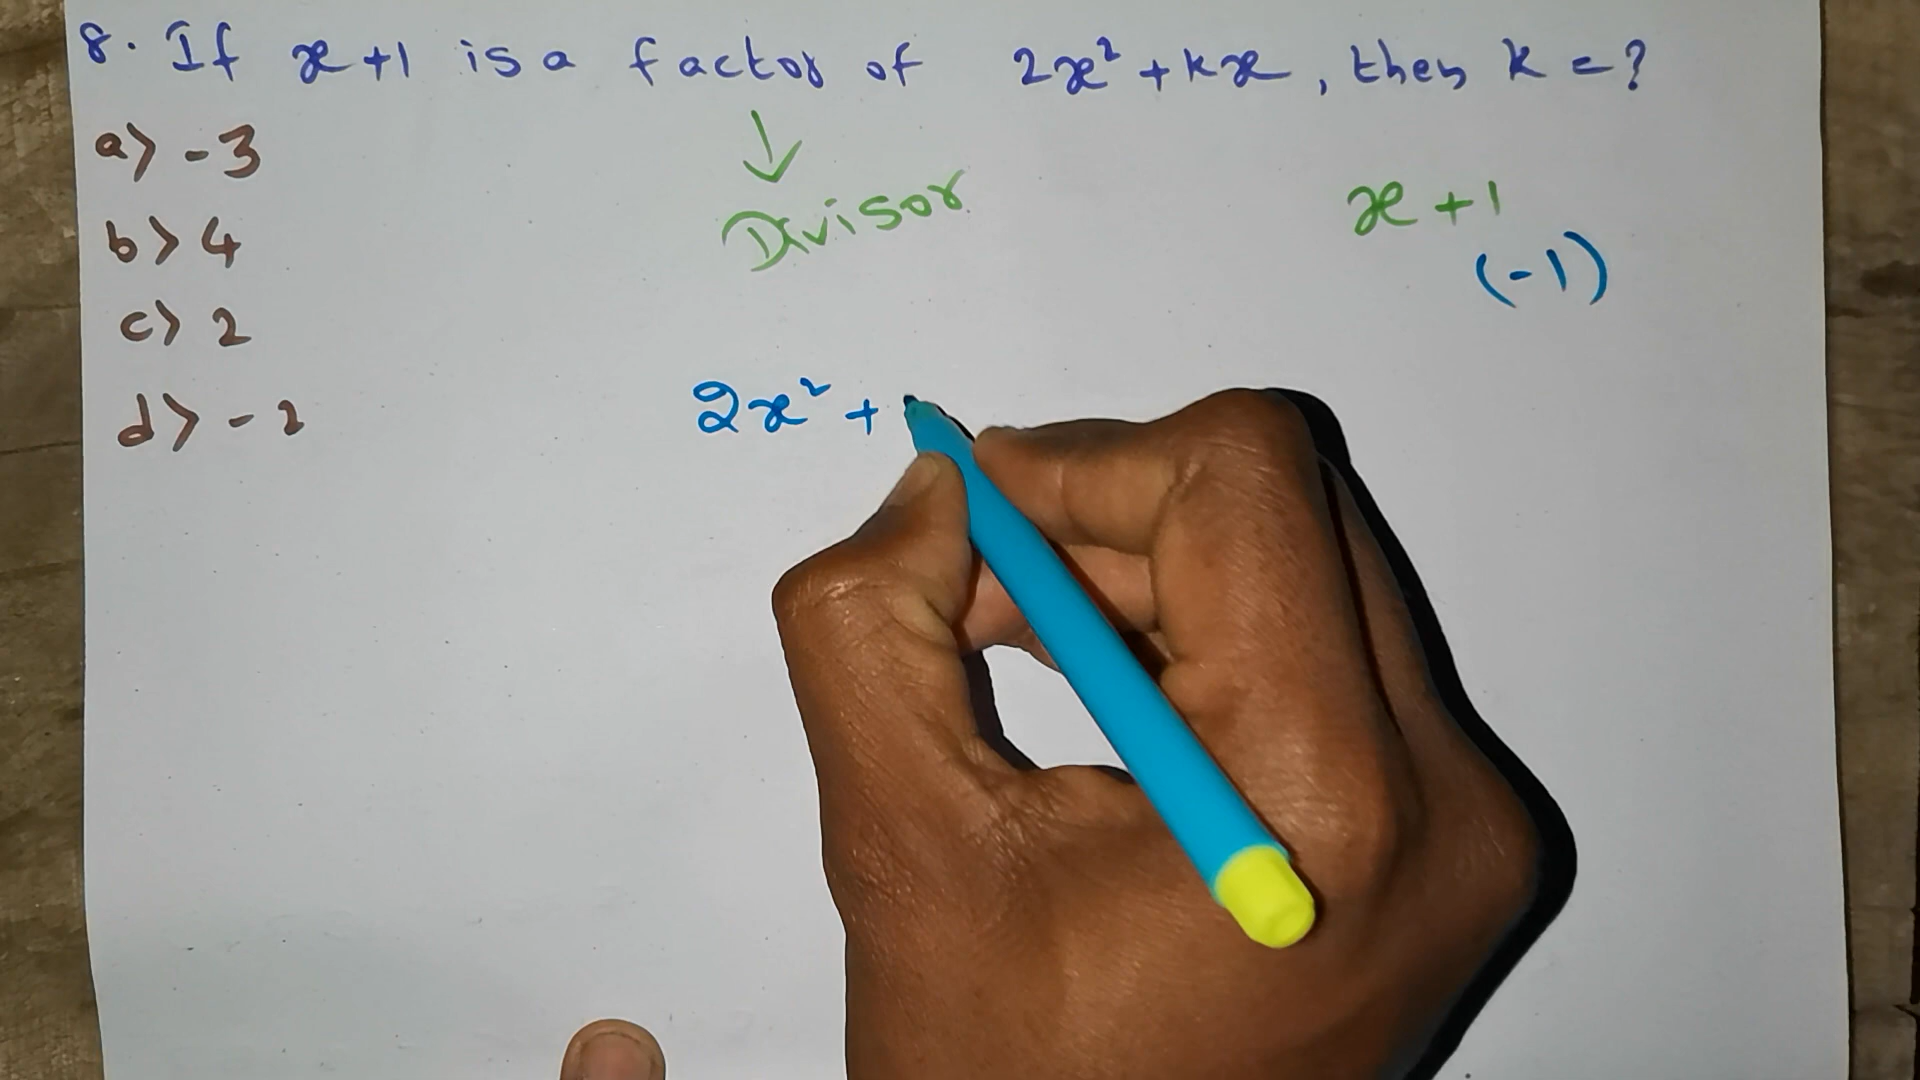 8. If x+1 is a factor of 2x² + kx, then k = ?
a) -3
b) 4
c) 2
d) -2
↓
Divisor
x + 1
(-1)
2x² +